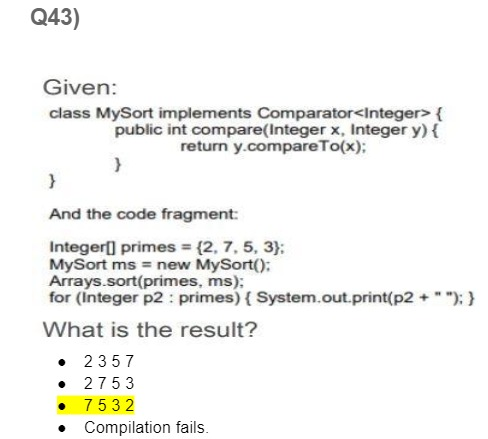 Q43)
Given:
class MySort implements Comparator<Integer> {
public int compare(Integer x, Integer y) {
return y.compareTo(x);
}
}
And the code fragment:
Integer[] primes = {2, 7, 5, 3};
MySort ms = new MySort();
Arrays.sort(primes, ms);
for (Integer p2 : primes) { System.out.print(p2 + " "); }
What is the result?
● 2 3 5 7
● 2 7 5 3
● 7 5 3 2
● Compilation fails.